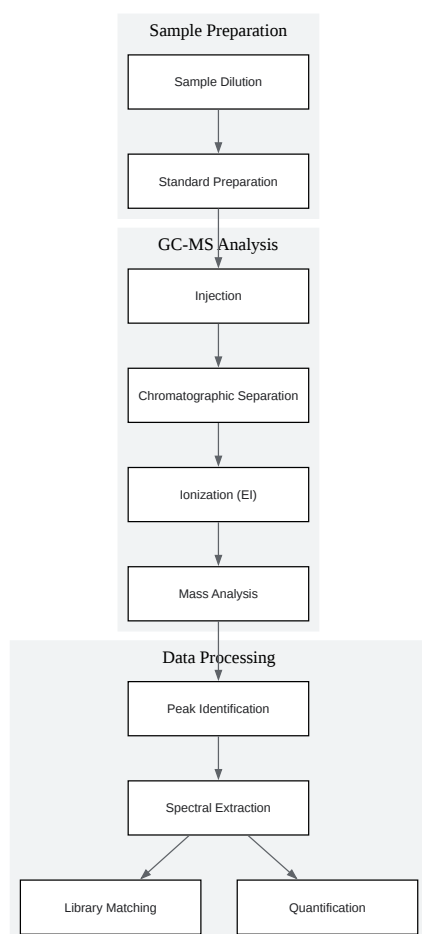 Sample Preparation
Sample Dilution
Standard Preparation
GC-MS Analysis
Injection
Chromatographic Separation
Ionization (EI)
Mass Analysis
Data Processing
Peak Identification
Spectral Extraction
Library Matching
Quantification